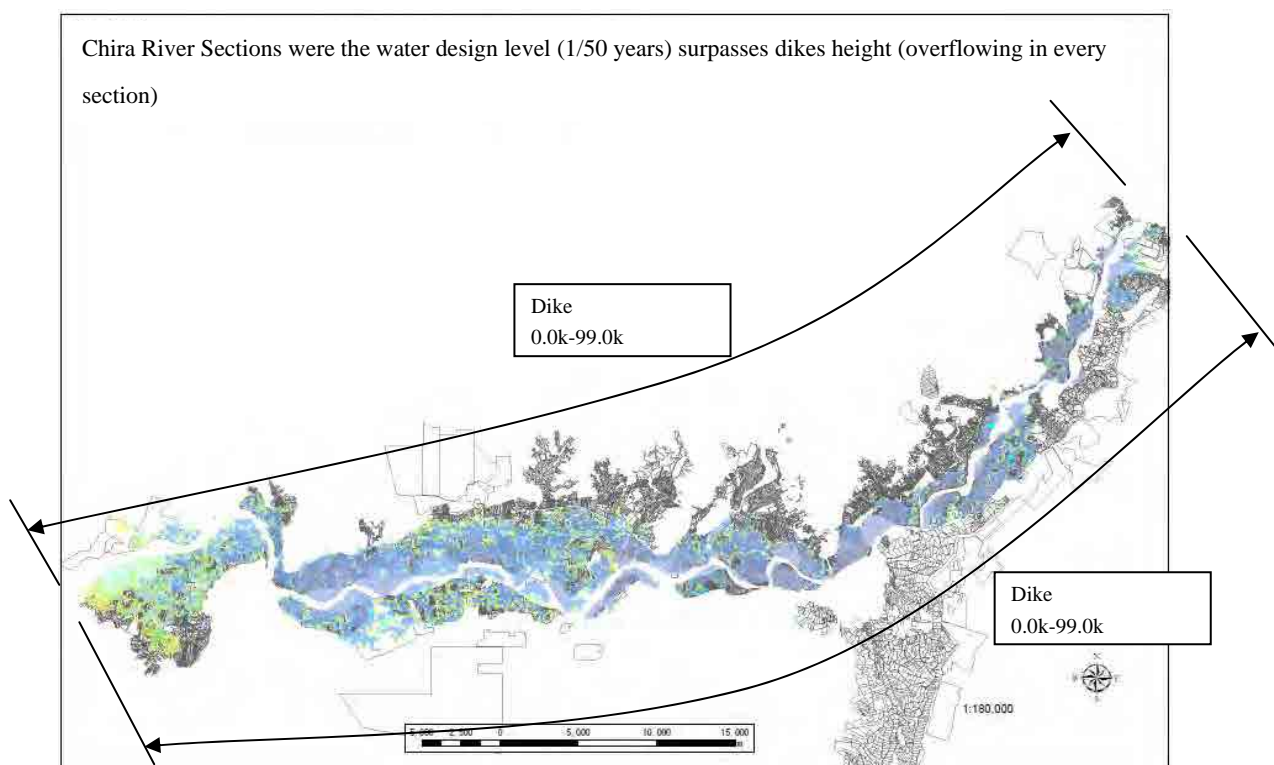 Chira River Sections were the water design level (1/50 years) surpasses dikes height (overflowing in every
section)
Dike
0.0k-99.0k
Dike
0.0k-99.0k
1:180,000
5,000 2,500 0 5,000 10,000 15,000
m